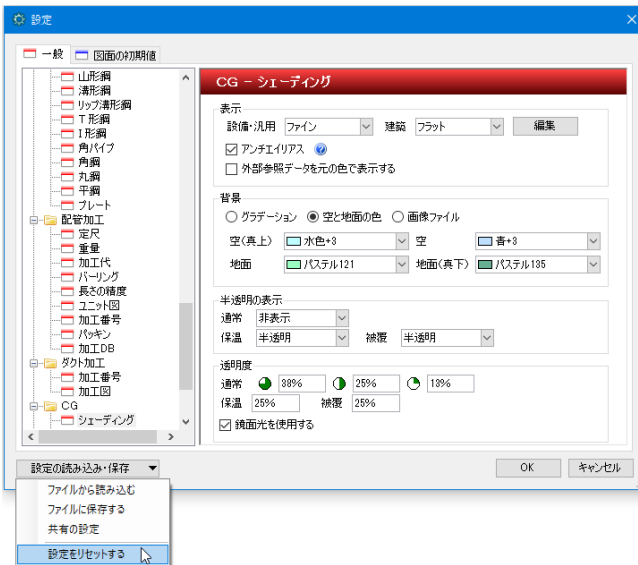 設定
一般 図面の初期値
山形鋼
溝形鋼
リップ溝形鋼
T形鋼
I形鋼
角パイプ
角鋼
丸鋼
平鋼
プレート
配管加工
定尺
重量
加工代
バーリング
長さの精度
ユニット図
加工番号
パッキン
加工DB
ダクト加工
加工番号
加工図
CG
シェーディング
CG - シェーディング
表示
設備・汎用 ファイン 建築 フラット 編集
アンチエイリアス
外部参照データを元の色で表示する
背景
グラデーション 空と地面の色 画像ファイル
空(真上) 水色+3 空 青+3
地面 パステル121 地面(真下) パステル135
半透明の表示
通常 非表示
保温 半透明 被覆 半透明
透明度
通常 38% 25% 13%
保温 25% 被覆 25%
鏡面光を使用する
設定の読み込み・保存 OK キャンセル
ファイルから読み込む
ファイルに保存する
共有の設定
設定をリセットする